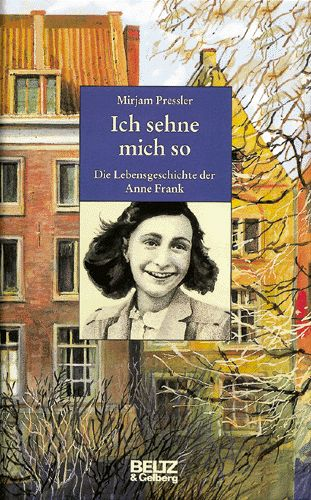 Mirjam Pressler
Ich sehne
mich so
Die Lebensgeschichte der
Anne Frank
BELTZ
& Gelberg